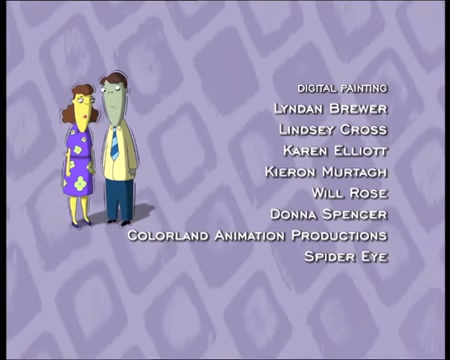 DIGITAL PAINTING
LYNDAN BREWER
LINDSEY CROSS
KAREN ELLIOTT
KIERON MURTAGH
WILL ROSE
DONNA SPENCER
COLORLAND ANIMATION PRODUCTIONS
SPIDER EYE